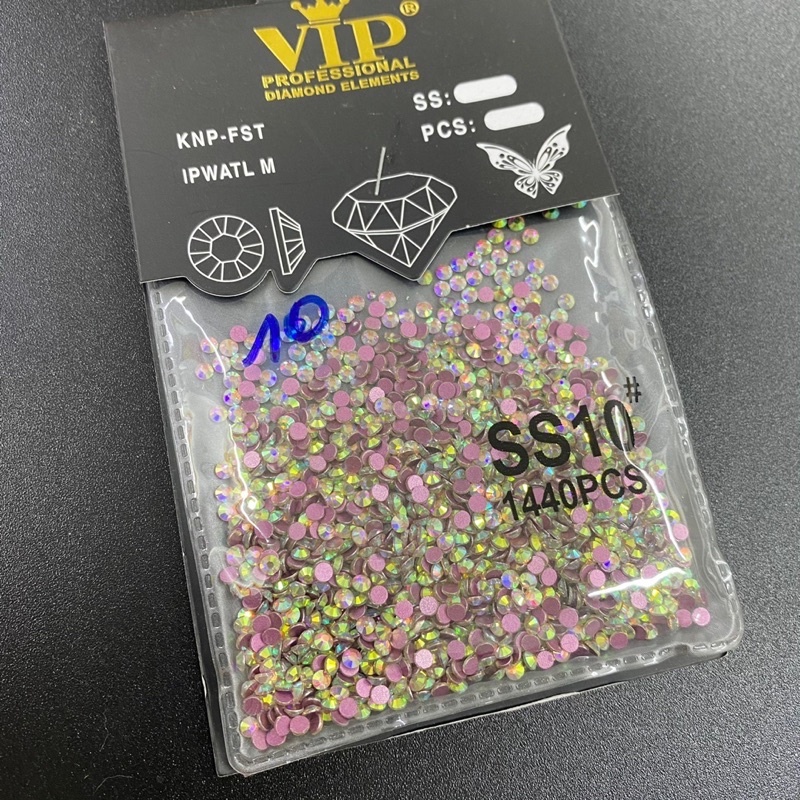 VIP®
PROFESSIONAL
DIAMOND ELEMENTS
SS:
PCS:
KNP-FST
IPWATL M
10
SS10#
1440PCS